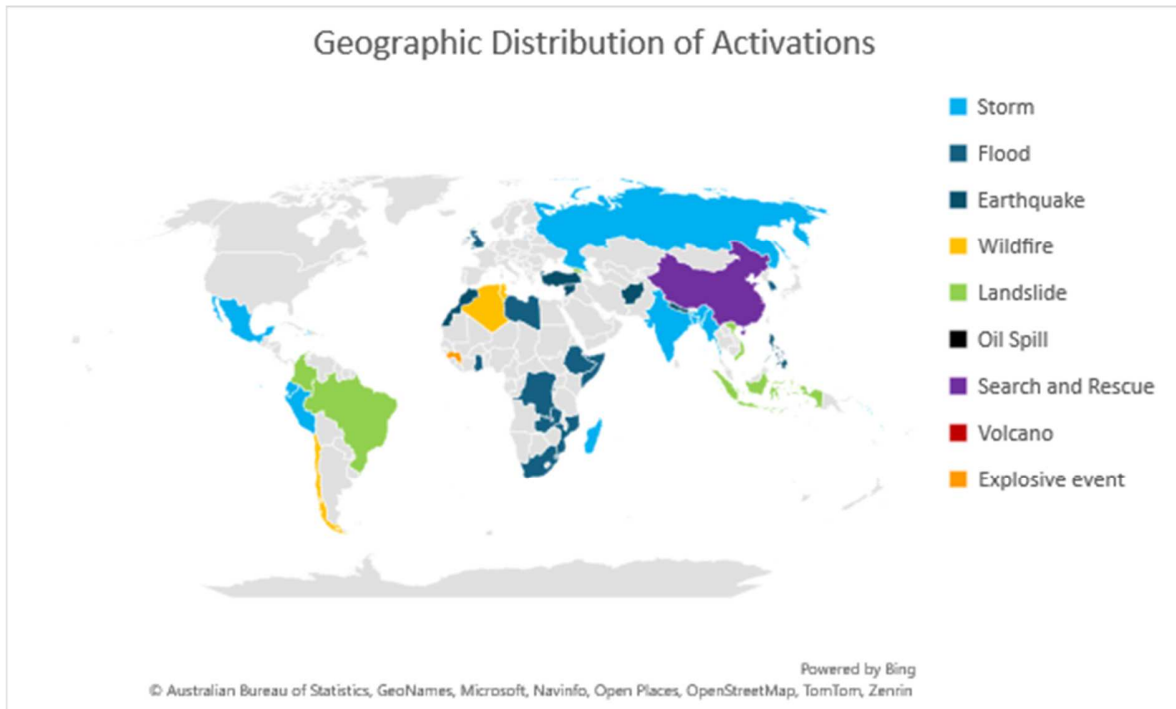 Geographic Distribution of Activations
Storm
Flood
Earthquake
Wildfire
Landslide
Oil Spill
Search and Rescue
Volcano
Explosive event
Powered by Bing
© Australian Bureau of Statistics, GeoNames, Microsoft, Navinfo, Open Places, OpenStreetMap, TomTom, Zenrin